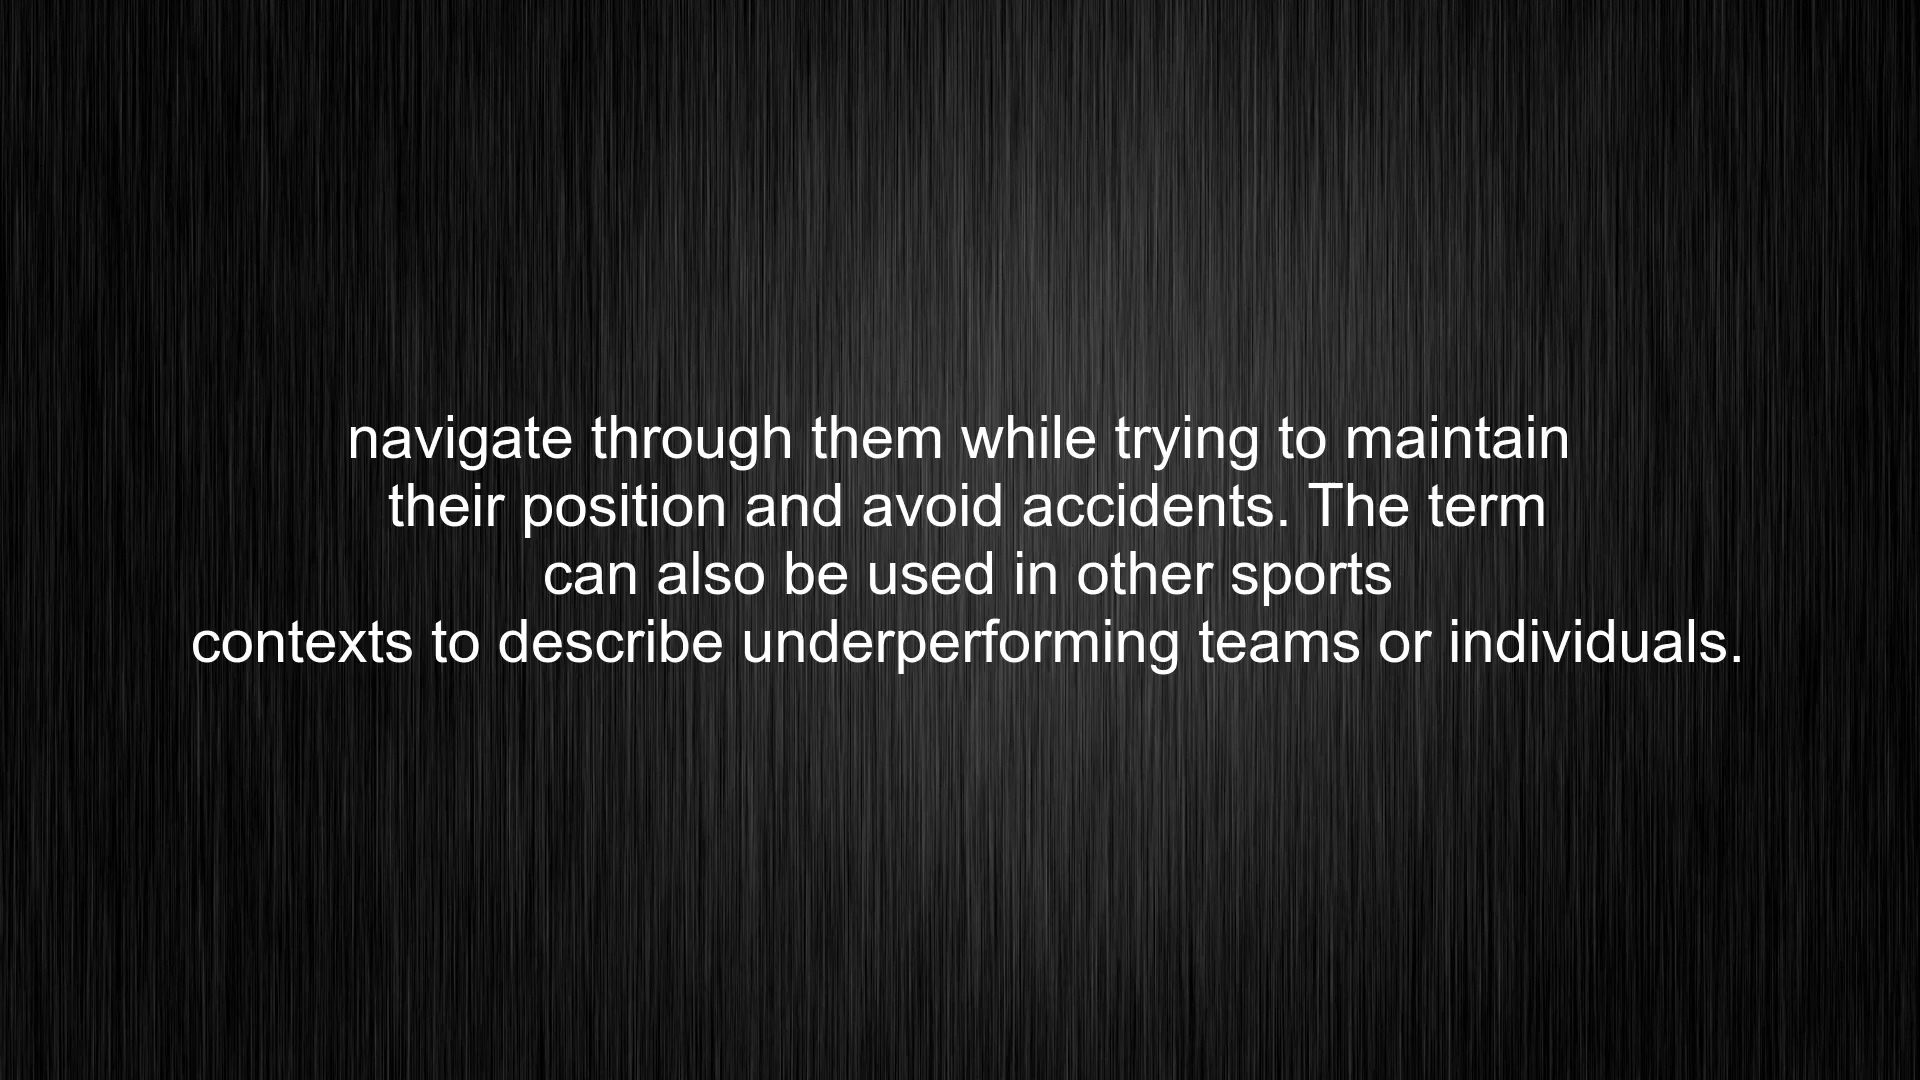 navigate through them while trying to maintain
their position and avoid accidents. The term
can also be used in other sports
contexts to describe underperforming teams or individuals.